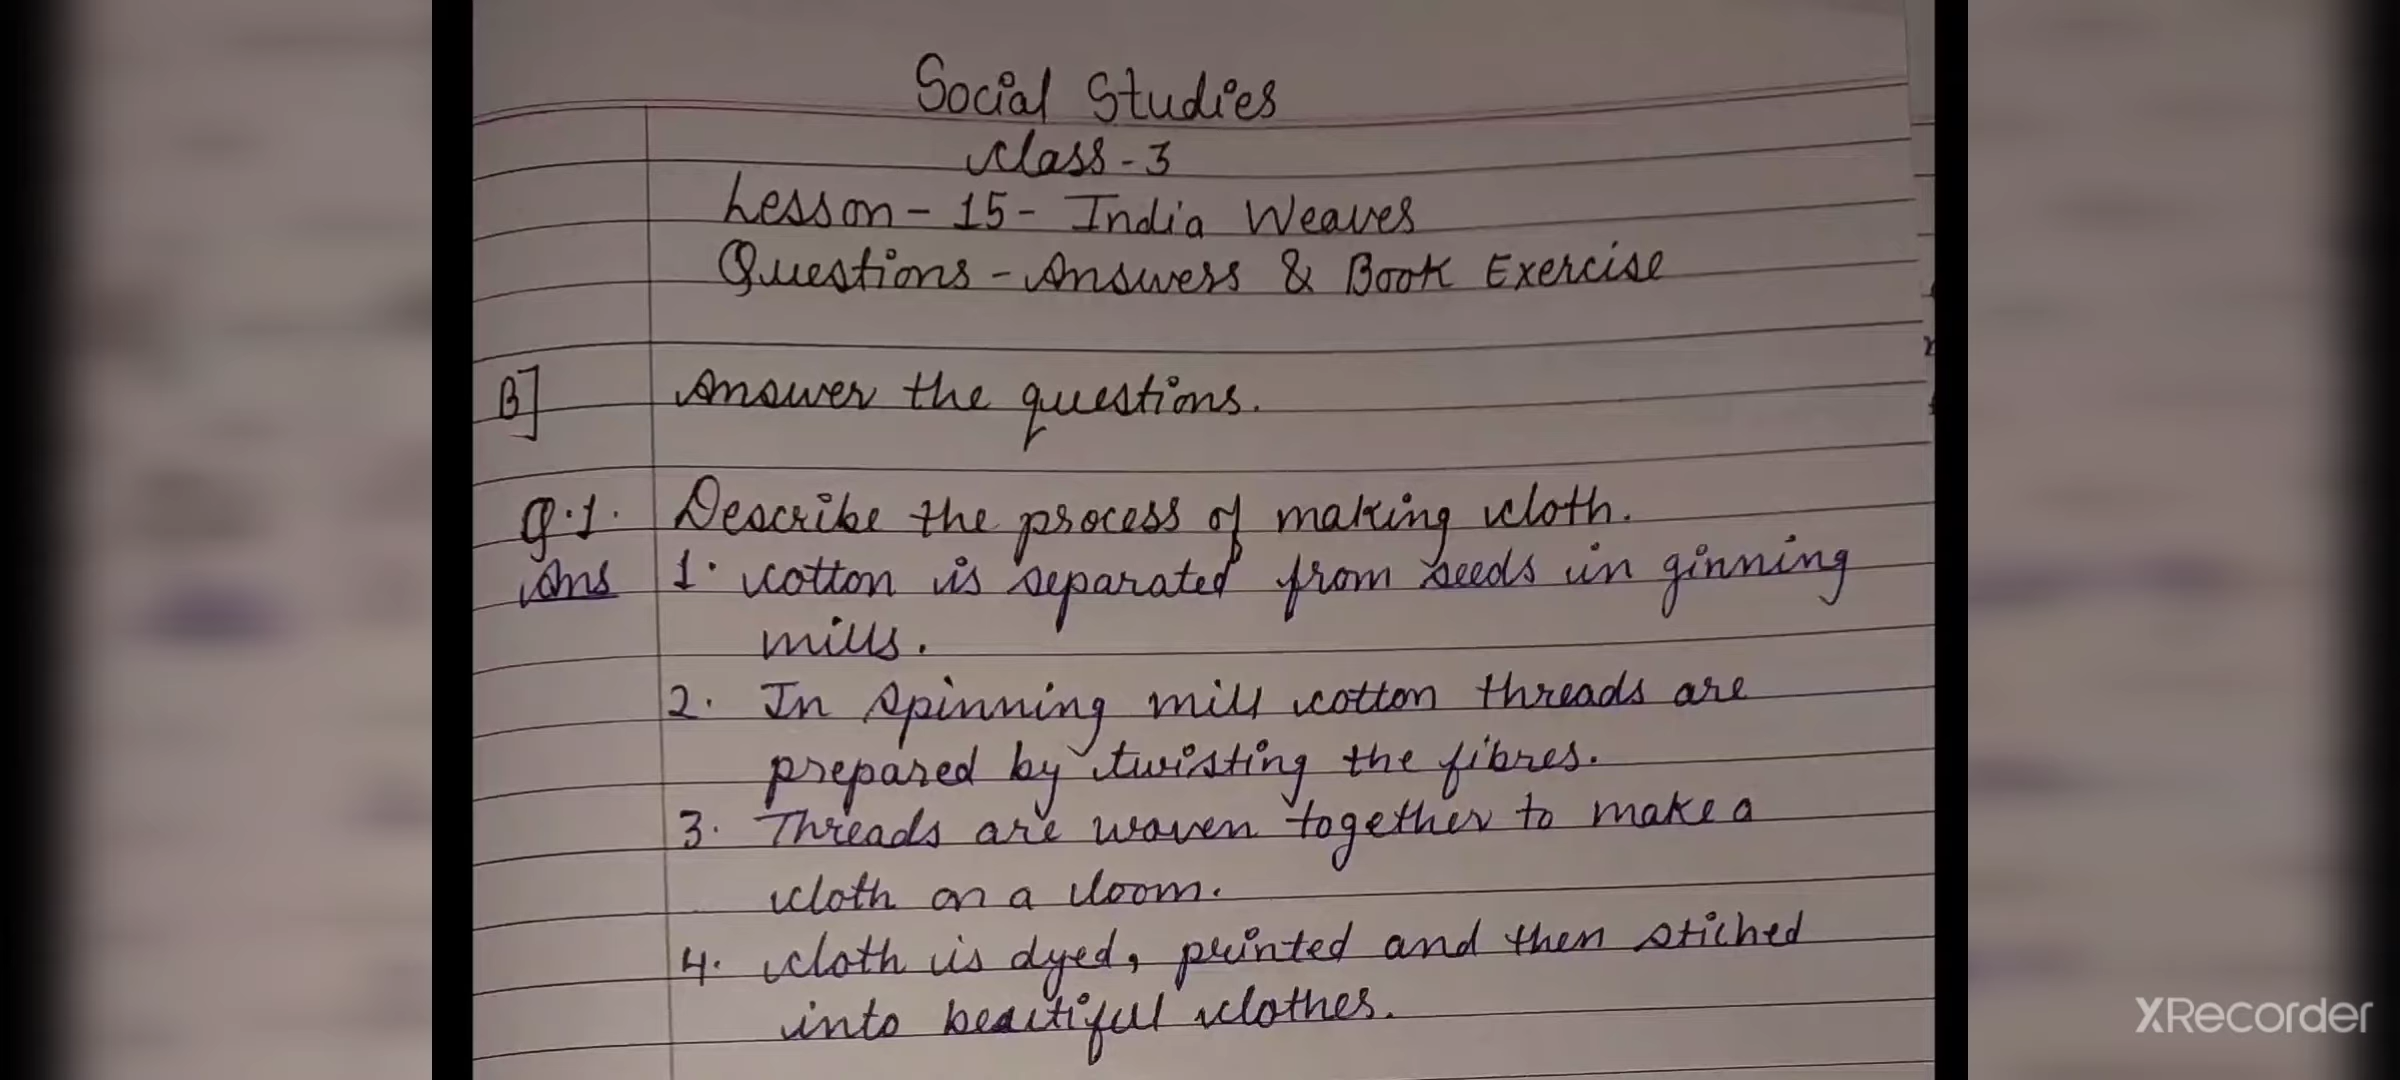 Social Studies
Class - 3
Lesson - 15 - India Weaves
Questions - Answers & Book Exercise
B] Answer the questions.
Q.1. Describe the process of making cloth.
Ans 1. Cotton is separated from seeds in ginning
mills.
2. In spinning mill cotton threads are
prepared by twisting the fibres.
3. Threads are woven together to make a
cloth on a loom.
4. Cloth is dyed, printed and then stiched
into beautiful clothes.
XRecorder